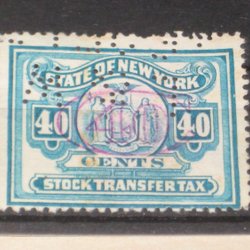 STATE OF NEW YORK
40 40
CENTS
STOCK TRANSFER TAX